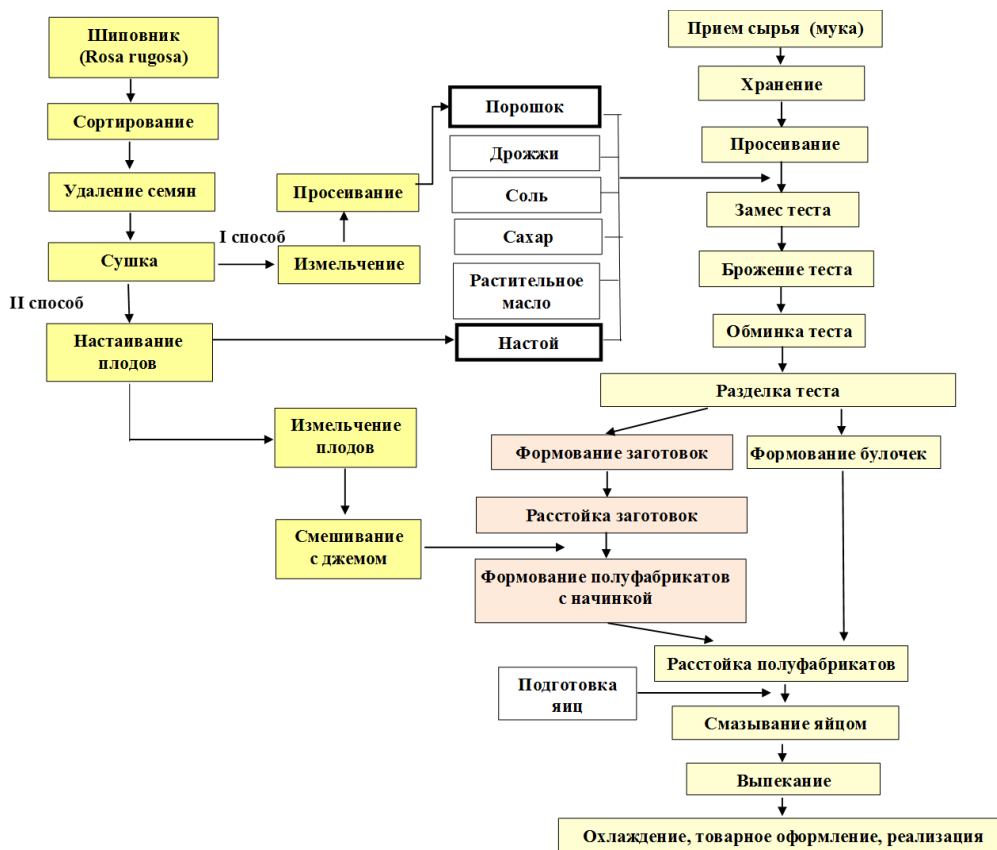 Шиповник
(Rosa rugosa)
Сортирование
Удаление семян
Сушка
I способ
II способ
Настаивание
плодов
Просеивание
Измельчение
Измельчение
плодов
Смешивание
с джемом
Порошок
Дрожжи
Соль
Сахар
Растительное
масло
Настой
Прием сырья (мука)
Хранение
Просеивание
Замес теста
Брожение теста
Обминка теста
Разделка теста
Формование заготовок
Формование булочек
Расстойка заготовок
Формование полуфабрикатов
с начинкой
Расстойка полуфабрикатов
Подготовка
яиц
Смазывание яйцом
Выпекание
Охлаждение, товарное оформление, реализация